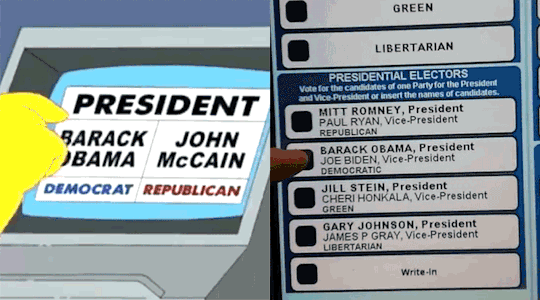 PRESIDENT
BARACK
OBAMA
JOHN
McCAIN
DEMOCRAT
REPUBLICAN
GREEN
LIBERTARIAN
PRESIDENTIAL ELECTORS
Vote for the candidates of one Party for the President
and Vice-President or insert the names of candidates.
MITT ROMNEY, President
PAUL RYAN, Vice-President
REPUBLICAN
BARACK OBAMA, President
JOE BIDEN, Vice-President
DEMOCRATIC
JILL STEIN, President
CHERI HONKALA, Vice-President
GREEN
GARY JOHNSON, President
JAMES P GRAY, Vice-President
LIBERTARIAN
Write-In